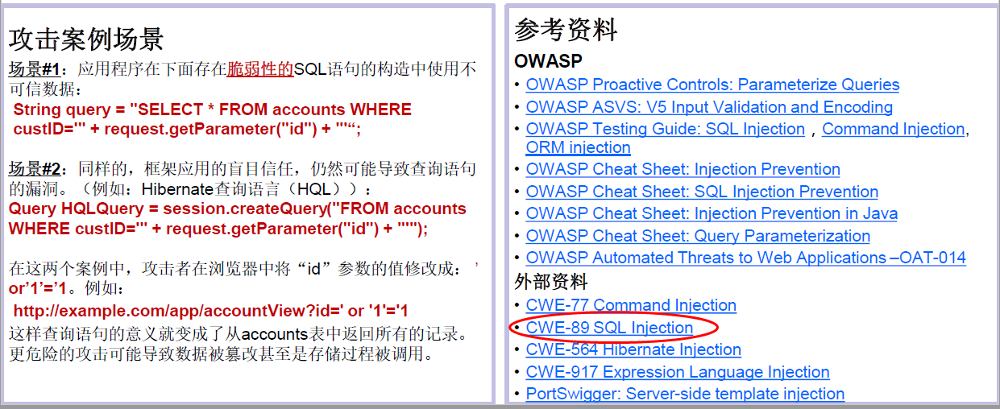 攻击案例场景
场景#1：应用程序在下面存在脆弱性的SQL语句的构造中使用不
可信数据：
String query = "SELECT * FROM accounts WHERE
custID='" + request.getParameter("id") + "'“;
场景#2：同样的，框架应用的盲目信任，仍然可能导致查询语句
的漏洞。（例如：Hibernate查询语言（HQL））：
Query HQLQuery = session.createQuery("FROM accounts
WHERE custID='" + request.getParameter("id") + "'");
在这两个案例中，攻击者在浏览器中将“id”参数的值修改成： ’
or’1’=’1。例如：
http://example.com/app/accountView?id=' or '1'='1
这样查询语句的意义就变成了从accounts表中返回所有的记录。
更危险的攻击可能导致数据被篡改甚至是存储过程被调用。
参考资料
OWASP
• OWASP Proactive Controls: Parameterize Queries
• OWASP ASVS: V5 Input Validation and Encoding
• OWASP Testing Guide: SQL Injection，Command Injection,
ORM injection
• OWASP Cheat Sheet: Injection Prevention
• OWASP Cheat Sheet: SQL Injection Prevention
• OWASP Cheat Sheet: Injection Prevention in Java
• OWASP Cheat Sheet: Query Parameterization
• OWASP Automated Threats to Web Applications –OAT-014
外部资料
• CWE-77 Command Injection
• CWE-89 SQL Injection
• CWE-564 Hibernate Injection
• CWE-917 Expression Language Injection
• PortSwigger: Server-side template injection